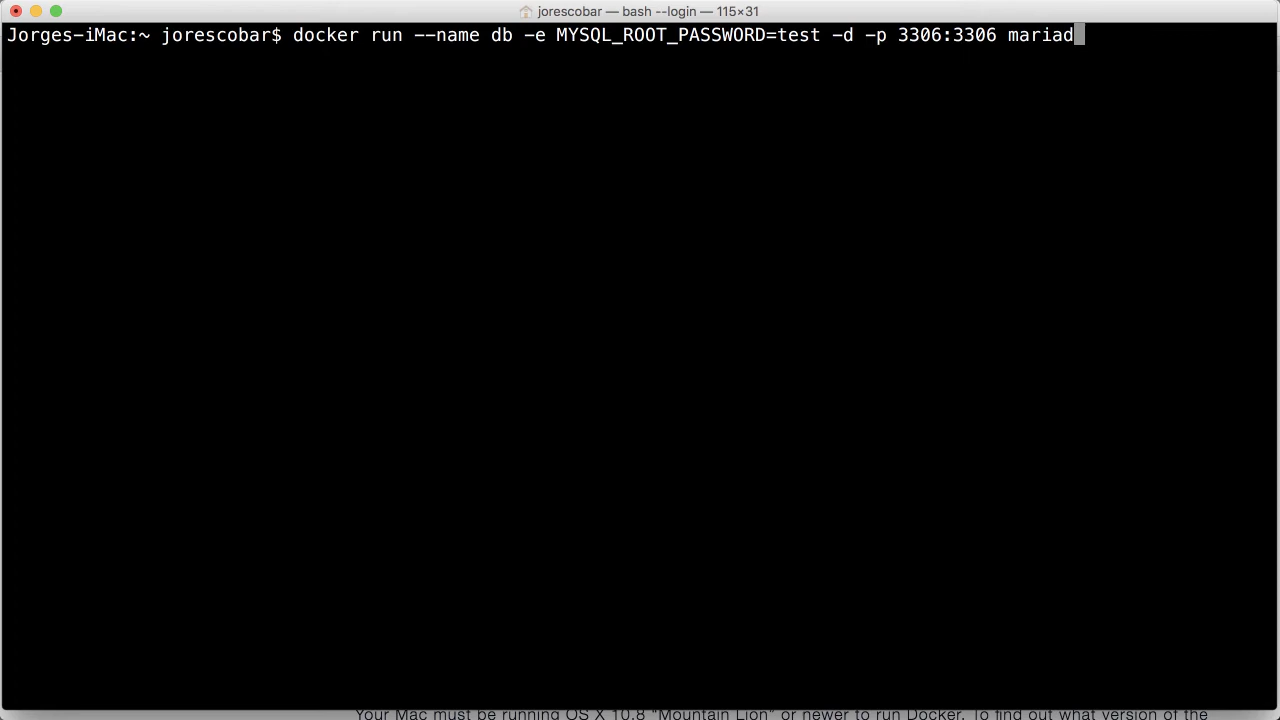 jorescobar — bash --login — 115×31
Jorges-iMac:~ jorescobar$ docker run --name db -e MYSQL_ROOT_PASSWORD=test -d -p 3306:3306 mariad
Your Mac must be running OS X 10.8 "Mountain Lion" or newer to run Docker. To find out what version of the